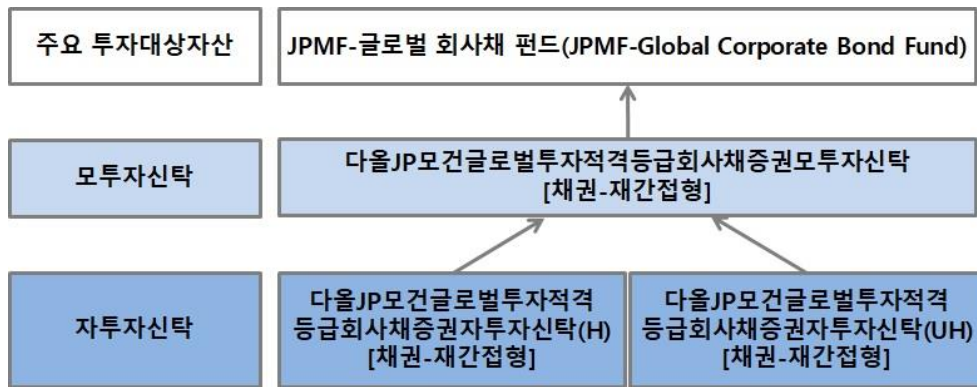 주요 투자대상자산
JPMF-글로벌 회사채 펀드(JPMF-Global Corporate Bond Fund)
모투자신탁
다올JP모건글로벌투자적격등급회사채증권모투자신탁
[채권-재간접형]
자투자신탁
다올JP모건글로벌투자적격
등급회사채증권자투자신탁(H)
[채권-재간접형]
다올JP모건글로벌투자적격
등급회사채증권자투자신탁(UH)
[채권-재간접형]